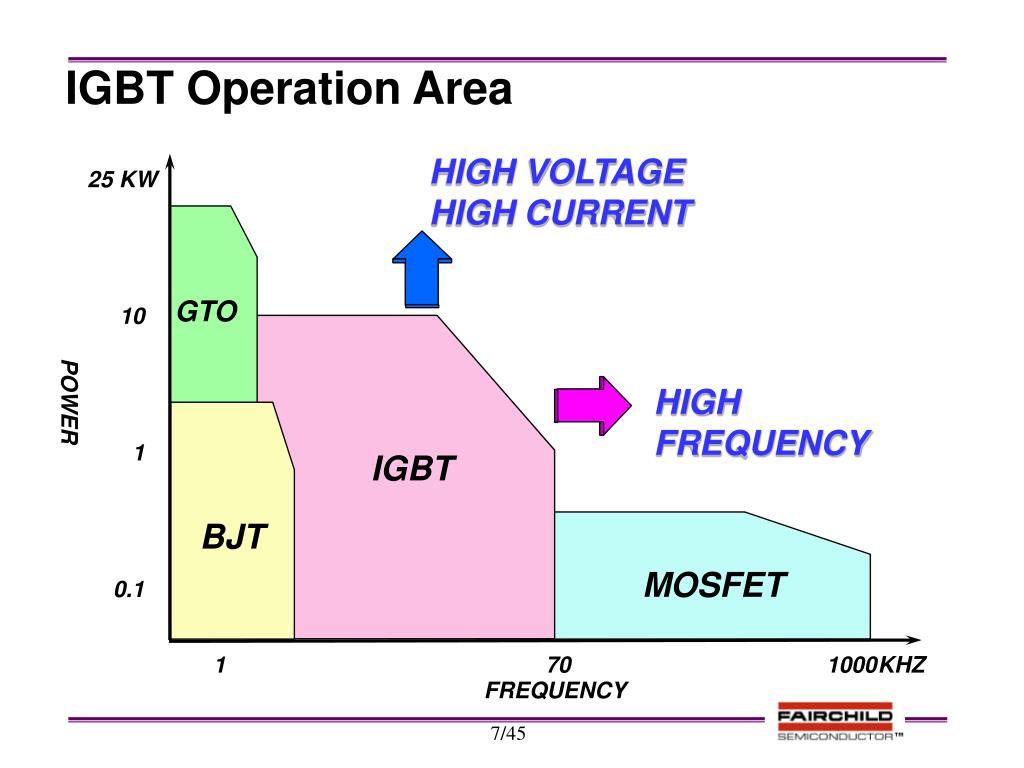 IGBT Operation Area
HIGH VOLTAGE
HIGH CURRENT
25 KW
GTO
10
POWER
HIGH
FREQUENCY
1
IGBT
BJT
MOSFET
0.1
1
70
1000KHZ
FREQUENCY
FAIRCHILD
SEMICONDUCTOR™
7/45